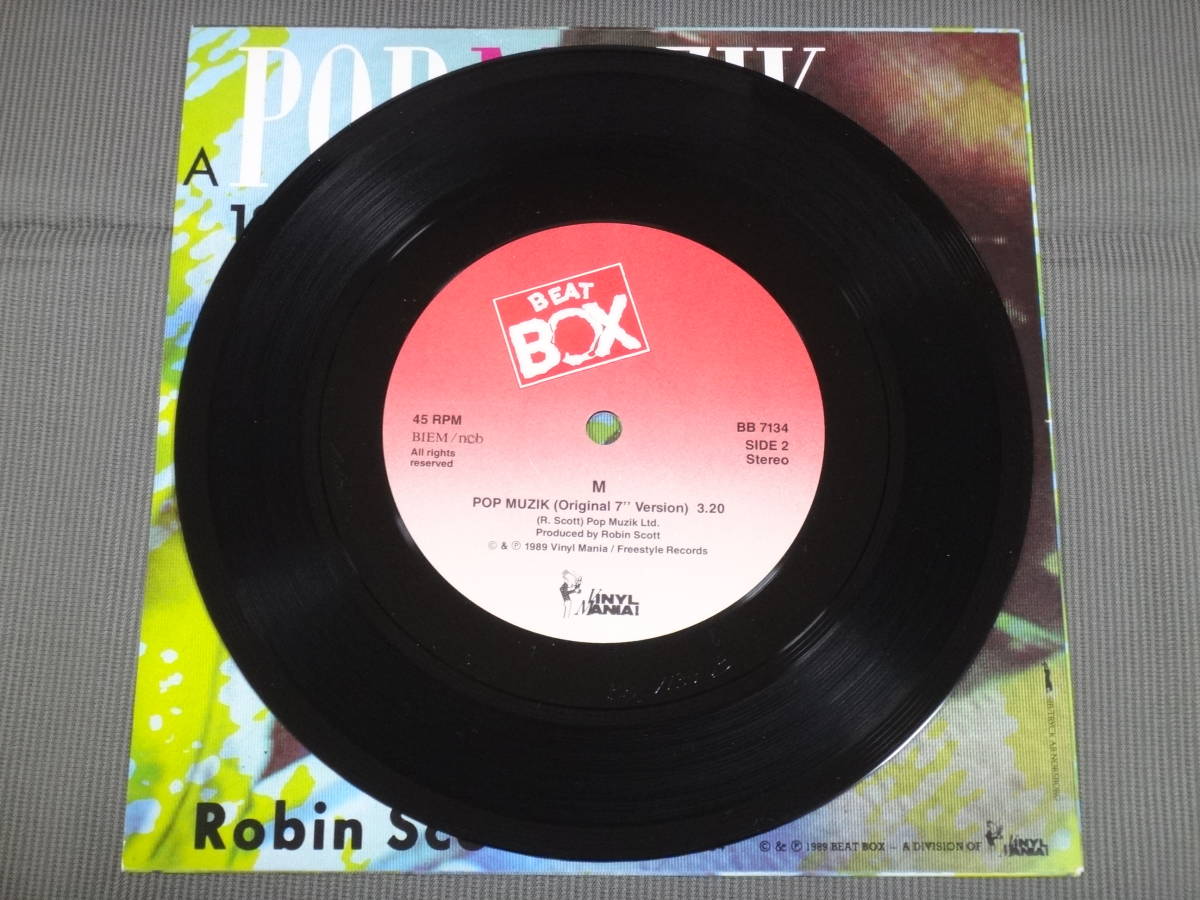 POP M ZIK
A
BEAT
BOX
45 RPM
BIEM/ncb
All rights
reserved
BB 7134
SIDE 2
Stereo
M
POP MUZIK (Original 7'' Version) 3.20
(R. Scott) Pop Muzik Ltd.
Produced by Robin Scott
© & ℗ 1989 Vinyl Mania / Freestyle Records
VINYL
MANIA!
Robin Sc
© & ℗ 1989 BEAT BOX – A DIVISION OF VINYL
MANIA!